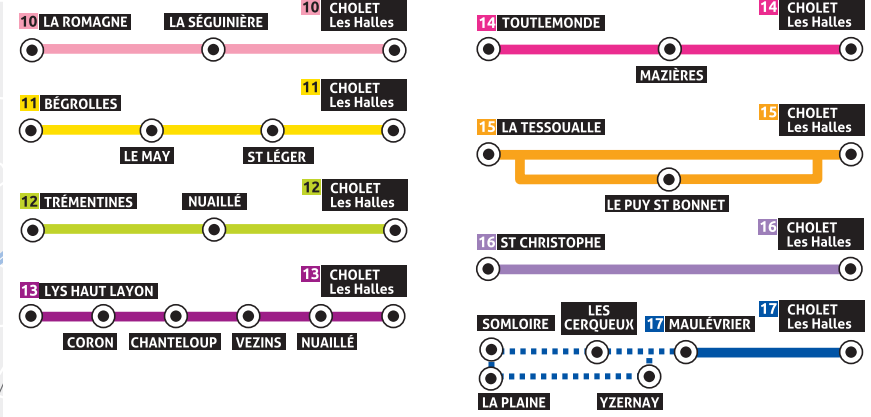 10 LA ROMAGNE
LA SÉGUINIÈRE
10 CHOLET
Les Halles
11 BÉGROLLES
11 CHOLET
Les Halles
LE MAY
ST LÉGER
12 TRÉMENTINES
NUAILLÉ
12 CHOLET
Les Halles
13 LYS HAUT LAYON
13 CHOLET
Les Halles
CORON
CHANTELOUP
VEZINS
NUAILLÉ
14 TOUTLEMONDE
14 CHOLET
Les Halles
MAZIÈRES
15 LA TESSOUALLE
15 CHOLET
Les Halles
LE PUY ST BONNET
16 ST CHRISTOPHE
16 CHOLET
Les Halles
SOMLOIRE
LES
CERQUEUX
17 MAULÉVRIER
17 CHOLET
Les Halles
LA PLAINE
YZERNAY